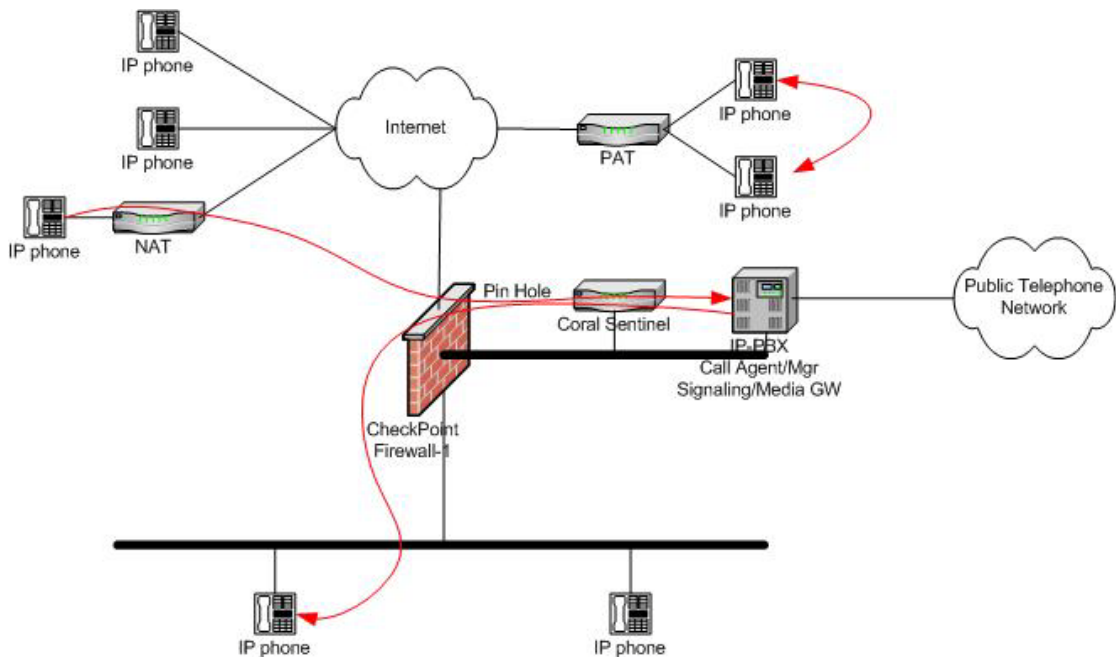 IP phone
IP phone
IP phone
NAT
Internet
PAT
IP phone
IP phone
Pin Hole
Coral Sentinel
IP-PBX
Call Agent/Mgr
Signaling/Media GW
Public Telephone
Network
CheckPoint
Firewall-1
IP phone
IP phone